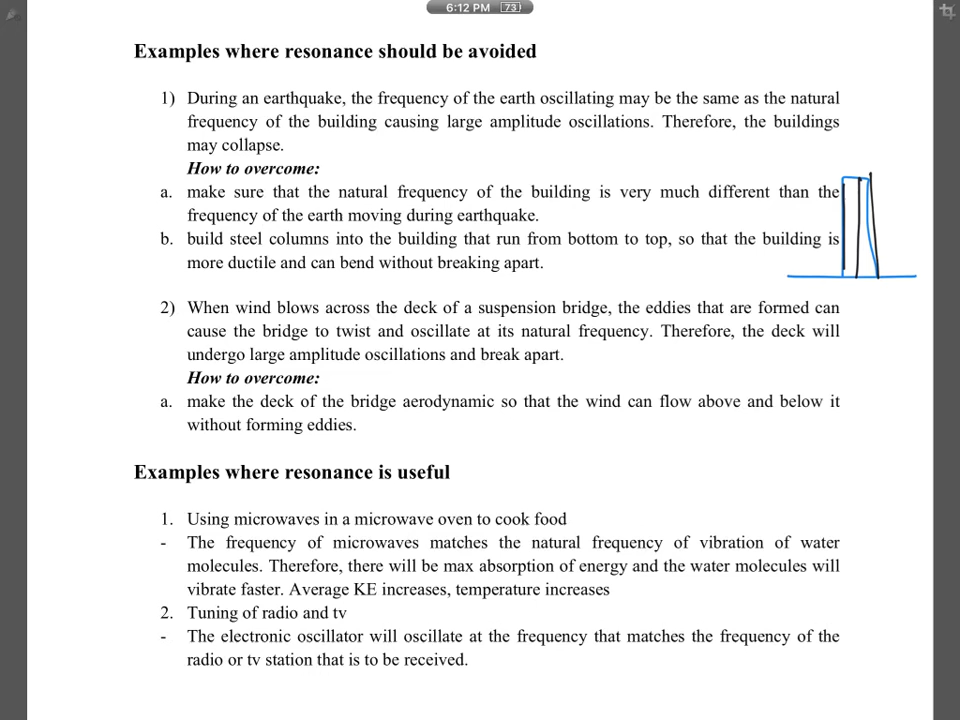 6:12 PM 73
Examples where resonance should be avoided
1) During an earthquake, the frequency of the earth oscillating may be the same as the natural
frequency of the building causing large amplitude oscillations. Therefore, the buildings
may collapse.
How to overcome:
a. make sure that the natural frequency of the building is very much different than the
frequency of the earth moving during earthquake.
b. build steel columns into the building that run from bottom to top, so that the building is
more ductile and can bend without breaking apart.
2) When wind blows across the deck of a suspension bridge, the eddies that are formed can
cause the bridge to twist and oscillate at its natural frequency. Therefore, the deck will
undergo large amplitude oscillations and break apart.
How to overcome:
a. make the deck of the bridge aerodynamic so that the wind can flow above and below it
without forming eddies.
Examples where resonance is useful
1. Using microwaves in a microwave oven to cook food
- The frequency of microwaves matches the natural frequency of vibration of water
molecules. Therefore, there will be max absorption of energy and the water molecules will
vibrate faster. Average KE increases, temperature increases
2. Tuning of radio and tv
- The electronic oscillator will oscillate at the frequency that matches the frequency of the
radio or tv station that is to be received.